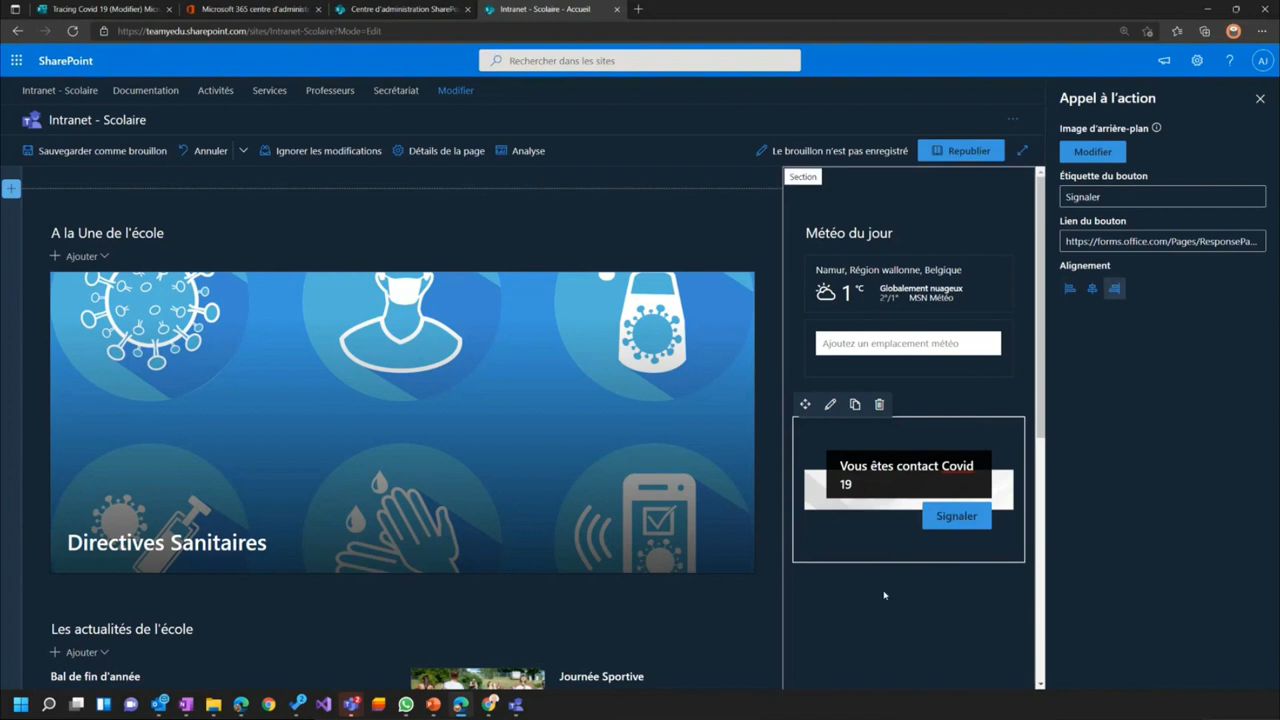 Tracing Covid 19 (Modifier) Micr
Microsoft 365 centre d'administ
Centre d'administration SharePo
Intranet - Scolaire - Accueil
https://teamyedu.sharepoint.com/sites/Intranet-Scolaire?Mode=Edit
SharePoint
Rechercher dans les sites
AJ
Intranet - Scolaire
Documentation
Activités
Services
Professeurs
Secrétariat
Modifier
Intranet - Scolaire
Sauvegarder comme brouillon
Annuler
Ignorer les modifications
Détails de la page
Analyse
Le brouillon n'est pas enregistré
Republier
Section
A la Une de l'école
Ajouter
Directives Sanitaires
Les actualités de l'école
Ajouter
Bal de fin d'année
Journée Sportive
Météo du jour
Namur, Région wallonne, Belgique
1 °C
Globalement nuageux
2°/1° MSN Météo
Ajoutez un emplacement météo
Vous êtes contact Covid
19
Signaler
Appel à l'action
Image d'arrière-plan
Modifier
Étiquette du bouton
Signaler
Lien du bouton
https://forms.office.com/Pages/ResponsePa...
Alignement